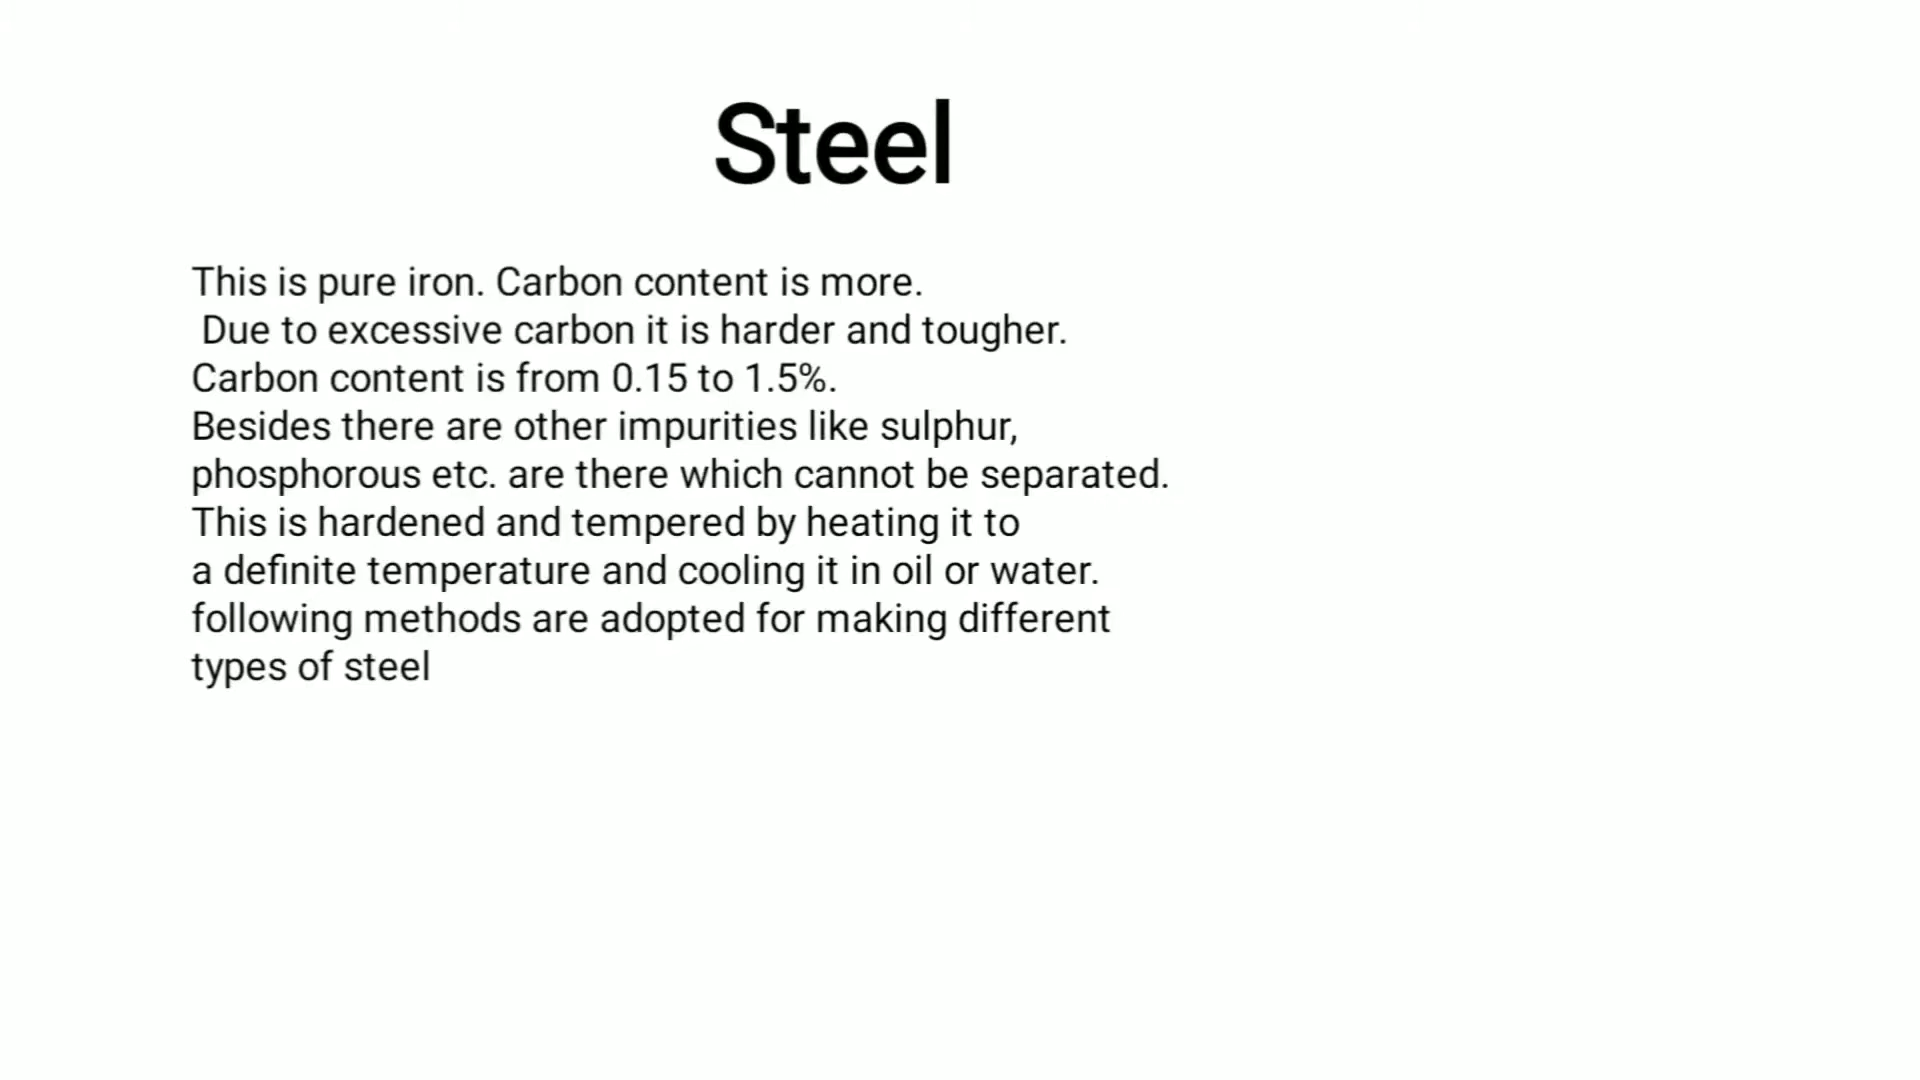 Steel
This is pure iron. Carbon content is more.
Due to excessive carbon it is harder and tougher.
Carbon content is from 0.15 to 1.5%.
Besides there are other impurities like sulphur,
phosphorous etc. are there which cannot be separated.
This is hardened and tempered by heating it to
a definite temperature and cooling it in oil or water.
following methods are adopted for making different
types of steel